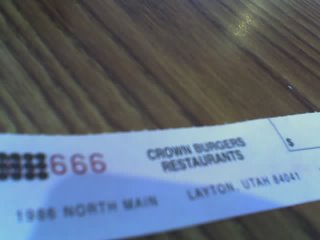 666
CROWN BURGERS
RESTAURANTS
$
1986 NORTH MAIN
LAYTON, UTAH 84041